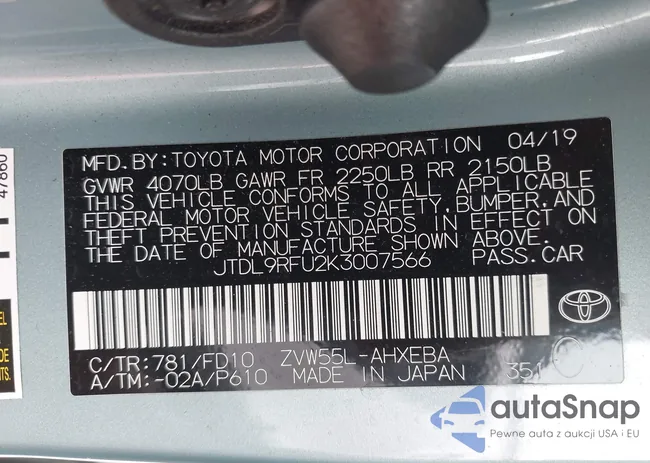 MFD. BY: TOYOTA MOTOR CORPORATION 04/19
GVWR 4070LB GAWR FR 2250LB RR 2150LB
THIS VEHICLE CONFORMS TO ALL APPLICABLE
FEDERAL MOTOR VEHICLE SAFETY, BUMPER, AND
THEFT PREVENTION STANDARDS IN EFFECT ON
THE DATE OF MANUFACTURE SHOWN ABOVE.
JTDL9RFU2K3007566 PASS.CAR
C/TR:781/FD10 ZVW55L-AHXEBA
A/TM:-02A/P610 MADE IN JAPAN 351
47860
autaSnap
Pewne auta z aukcji USA i EU